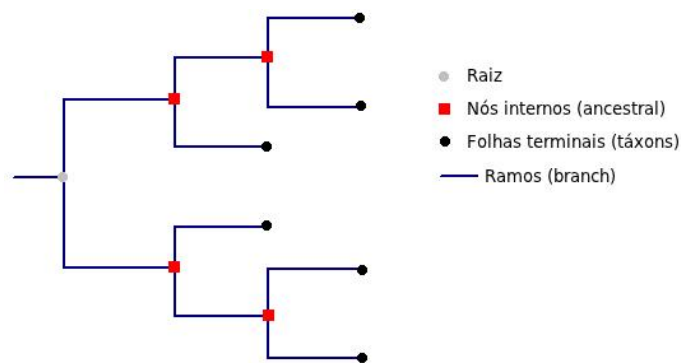 Raiz
Nós internos (ancestral)
Folhas terminais (táxons)
Ramos (branch)